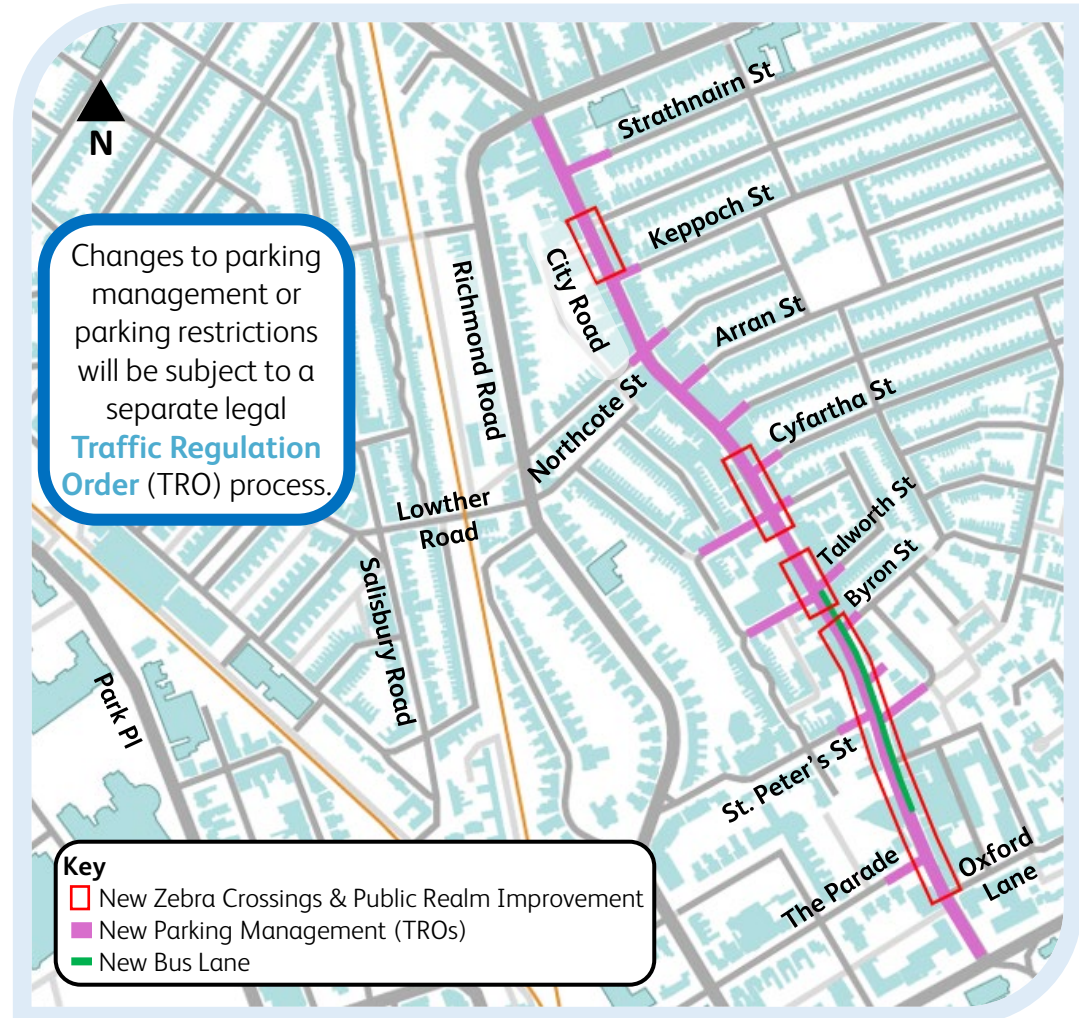 N
Strathnairn St
Keppoch St
City Road
Arran St
Richmond Road
Northcote St
Cyfartha St
Lowther
Road
Talworth St
Byron St
Salisbury Road
Park Pl
St. Peter's St
The Parade
Oxford
Lane
Changes to parking
management or
parking restrictions
will be subject to a
separate legal
Traffic Regulation
Order (TRO) process.
Key
New Zebra Crossings & Public Realm Improvement
New Parking Management (TROs)
New Bus Lane